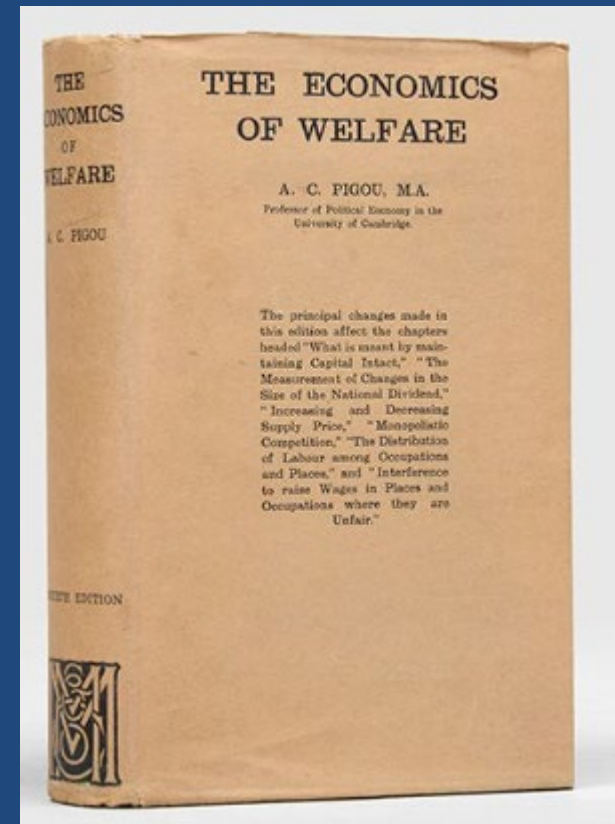 THE
ECONOMICS
OF
WELFARE
A. C. PIGOU
EDITION
THE ECONOMICS
OF WELFARE
A. C. PIGOU, M.A.
Professor of Political Economy in the
University of Cambridge.
The principal changes made in
this edition affect the chapters
headed "What is meant by main-
taining Capital Intact," "The
Measurement of Changes in the
Size of the National Dividend,"
"Increasing and Decreasing
Supply Price," "Monopolistic
Competition," "The Distribution
of Labour among Occupations
and Places," and "Interference
to raise Wages in Places and
Occupations where they are
Unfair."